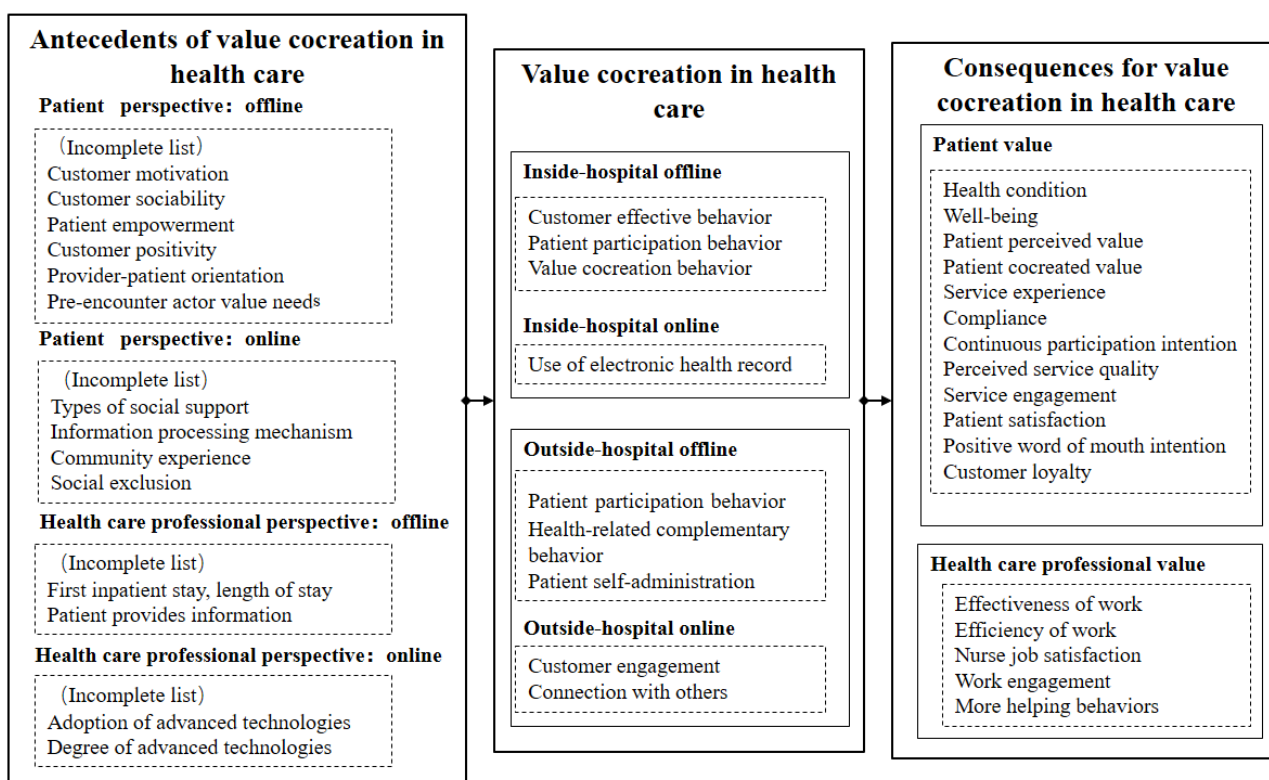 Antecedents of value cocreation in
health care
Patient perspective: offline
(Incomplete list)
Customer motivation
Customer sociability
Patient empowerment
Customer positivity
Provider-patient orientation
Pre-encounter actor value needs
Patient perspective: online
(Incomplete list)
Types of social support
Information processing mechanism
Community experience
Social exclusion
Health care professional perspective: offline
(Incomplete list)
First inpatient stay, length of stay
Patient provides information
Health care professional perspective: online
(Incomplete list)
Adoption of advanced technologies
Degree of advanced technologies
Value cocreation in health
care
Inside-hospital offline
Customer effective behavior
Patient participation behavior
Value cocreation behavior
Inside-hospital online
Use of electronic health record
Outside-hospital offline
Patient participation behavior
Health-related complementary
behavior
Patient self-administration
Outside-hospital online
Customer engagement
Connection with others
Consequences for value
cocreation in health care
Patient value
Health condition
Well-being
Patient perceived value
Patient cocreated value
Service experience
Compliance
Continuous participation intention
Perceived service quality
Service engagement
Patient satisfaction
Positive word of mouth intention
Customer loyalty
Health care professional value
Effectiveness of work
Efficiency of work
Nurse job satisfaction
Work engagement
More helping behaviors